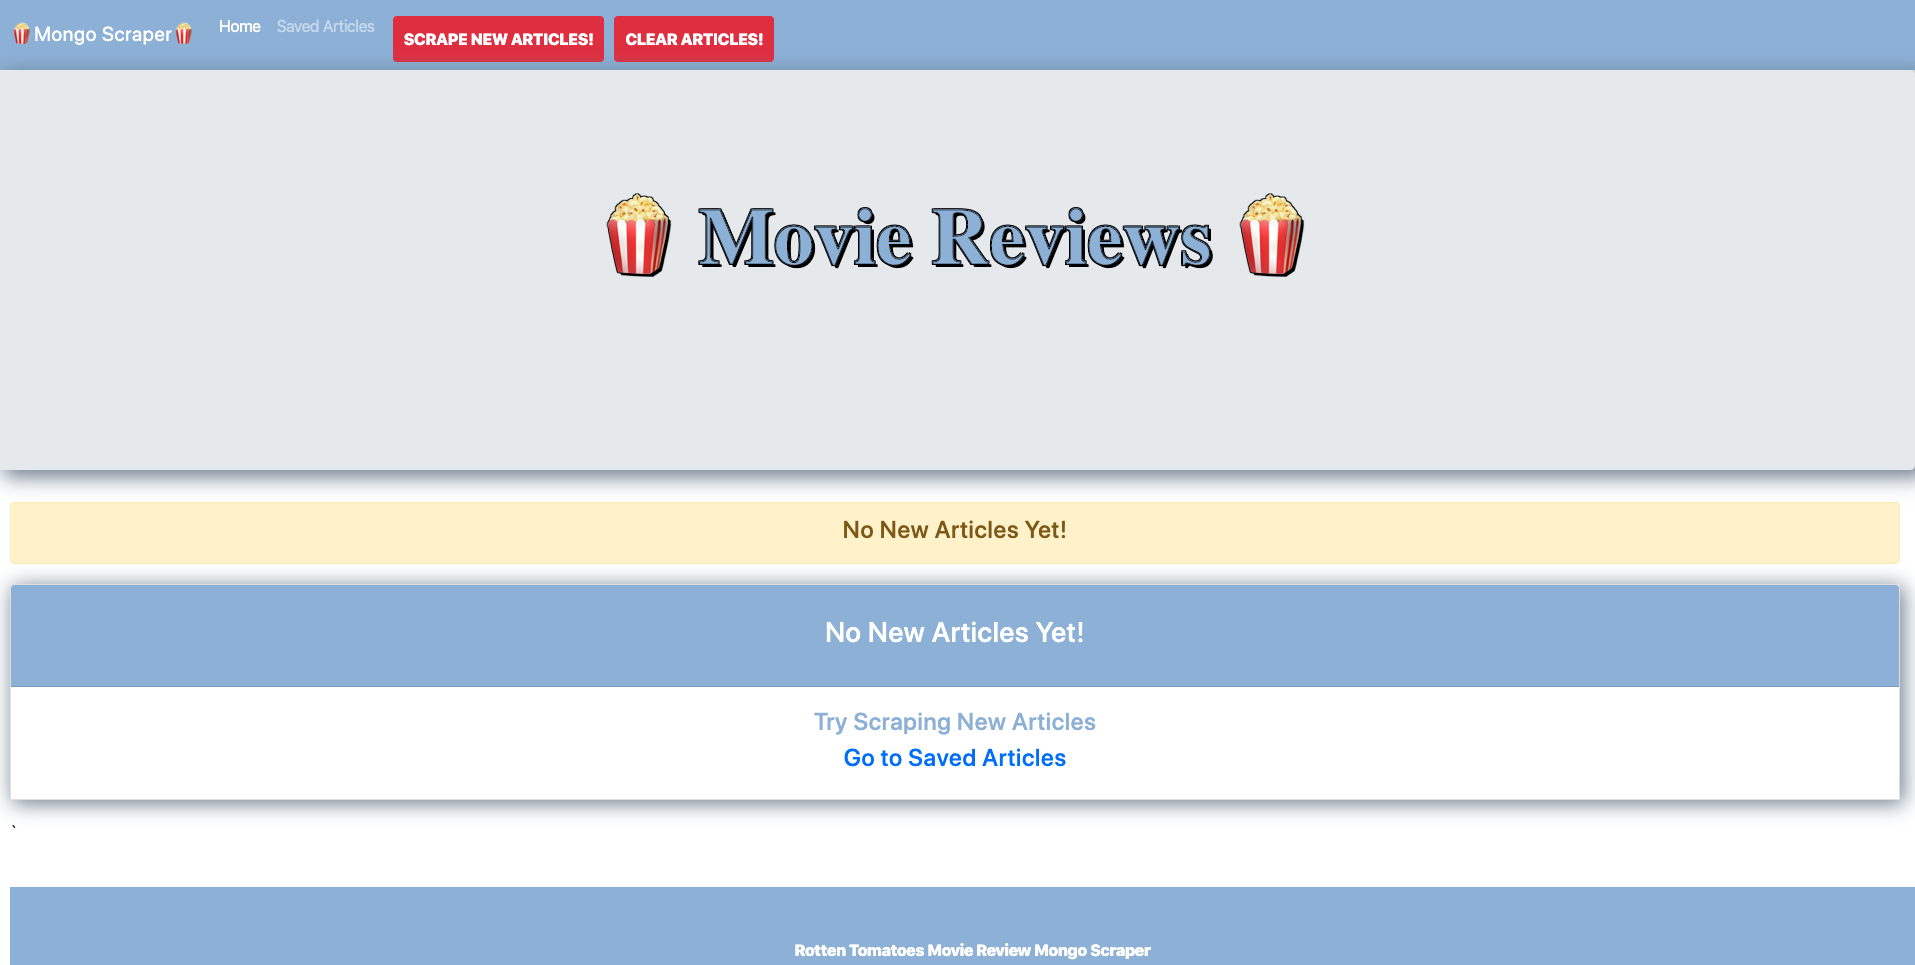 🍿Mongo Scraper🍿 Home Saved Articles SCRAPE NEW ARTICLES! CLEAR ARTICLES!
🍿 Movie Reviews 🍿
No New Articles Yet!
No New Articles Yet!
Try Scraping New Articles
Go to Saved Articles
`
Rotten Tomatoes Movie Review Mongo Scraper